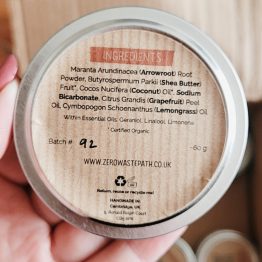 INGREDIENTS
Maranta Arundinacea (Arrowroot) Root
Powder, Butyrospermum Parkii (Shea Butter)
Fruit*, Cocos Nucifera (Coconut) Oil*, Sodium
Bicarbonate, Citrus Grandis (Grapefruit) Peel
Oil, Cymbopogon Schoenanthus (Lemongrass) Oil
Within Essential Oils: Geraniol, Linalool, Limonene
* Certified Organic
Batch # 92 ~60 g
WWW.ZEROWASTEPATH.CO.UK
Return, reuse or recycle me!
HANDMADE IN:
Cambridge, UK